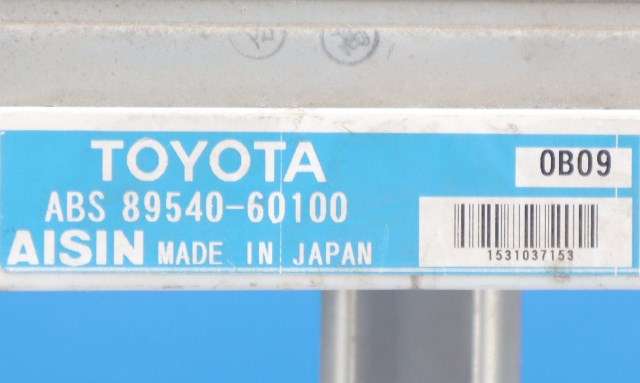 TOYOTA
0B09
ABS 89540-60100
AISIN MADE IN JAPAN
1531037153